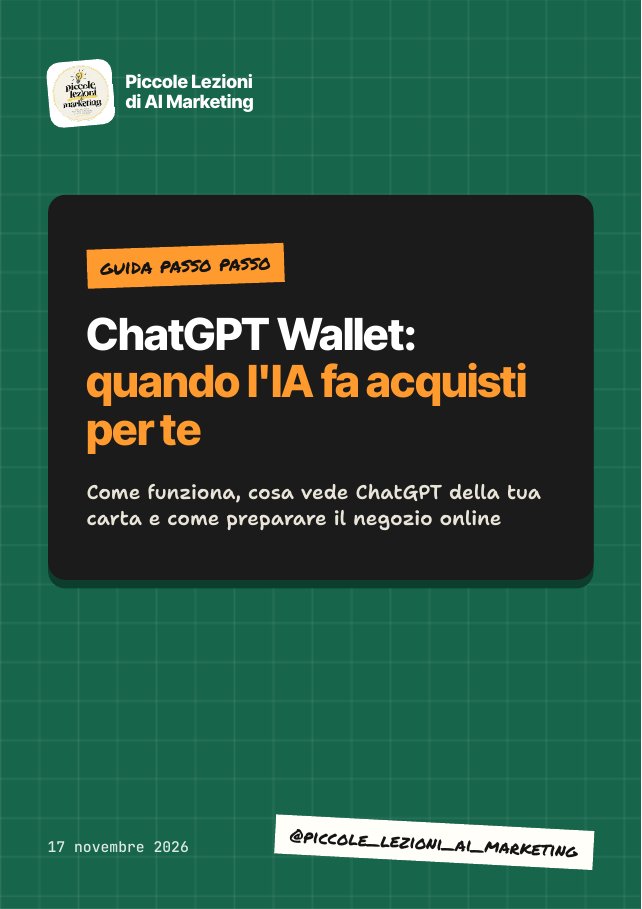 piccole
lezioni
marketing
Piccole Lezioni
di AI Marketing
GUIDA PASSO PASSO
ChatGPT Wallet:
quando l'IA fa acquisti
per te
Come funziona, cosa vede ChatGPT della tua
carta e come preparare il negozio online
17 novembre 2026
@PICCOLE_LEZIONI_AI_MARKETING